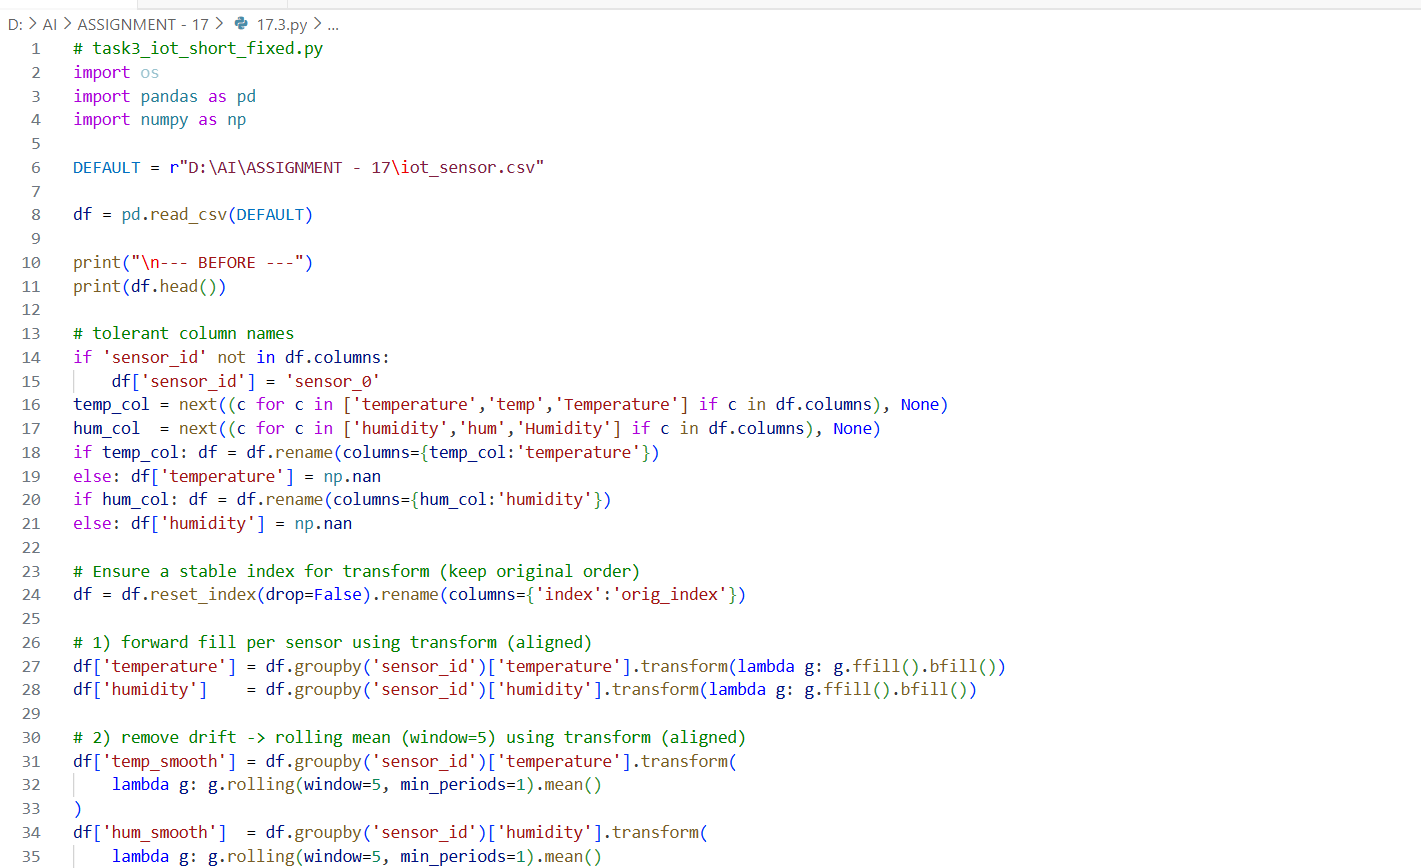 D: > AI > ASSIGNMENT - 17 > 17.3.py > ...
1 # task3_iot_short_fixed.py
2 import os
3 import pandas as pd
4 import numpy as np
5
6 DEFAULT = r"D:\AI\ASSIGNMENT - 17\iot_sensor.csv"
7
8 df = pd.read_csv(DEFAULT)
9
10 print("\n--- BEFORE ---")
11 print(df.head())
12
13 # tolerant column names
14 if 'sensor_id' not in df.columns:
15     df['sensor_id'] = 'sensor_0'
16 temp_col = next((c for c in ['temperature','temp','Temperature'] if c in df.columns), None)
17 hum_col  = next((c for c in ['humidity','hum','Humidity'] if c in df.columns), None)
18 if temp_col: df = df.rename(columns={temp_col:'temperature'})
19 else: df['temperature'] = np.nan
20 if hum_col: df = df.rename(columns={hum_col:'humidity'})
21 else: df['humidity'] = np.nan
22
23 # Ensure a stable index for transform (keep original order)
24 df = df.reset_index(drop=False).rename(columns={'index':'orig_index'})
25
26 # 1) forward fill per sensor using transform (aligned)
27 df['temperature'] = df.groupby('sensor_id')['temperature'].transform(lambda g: g.ffill().bfill())
28 df['humidity']    = df.groupby('sensor_id')['humidity'].transform(lambda g: g.ffill().bfill())
29
30 # 2) remove drift -> rolling mean (window=5) using transform (aligned)
31 df['temp_smooth'] = df.groupby('sensor_id')['temperature'].transform(
32     lambda g: g.rolling(window=5, min_periods=1).mean()
33 )
34 df['hum_smooth']  = df.groupby('sensor_id')['humidity'].transform(
35     lambda g: g.rolling(window=5, min_periods=1).mean()